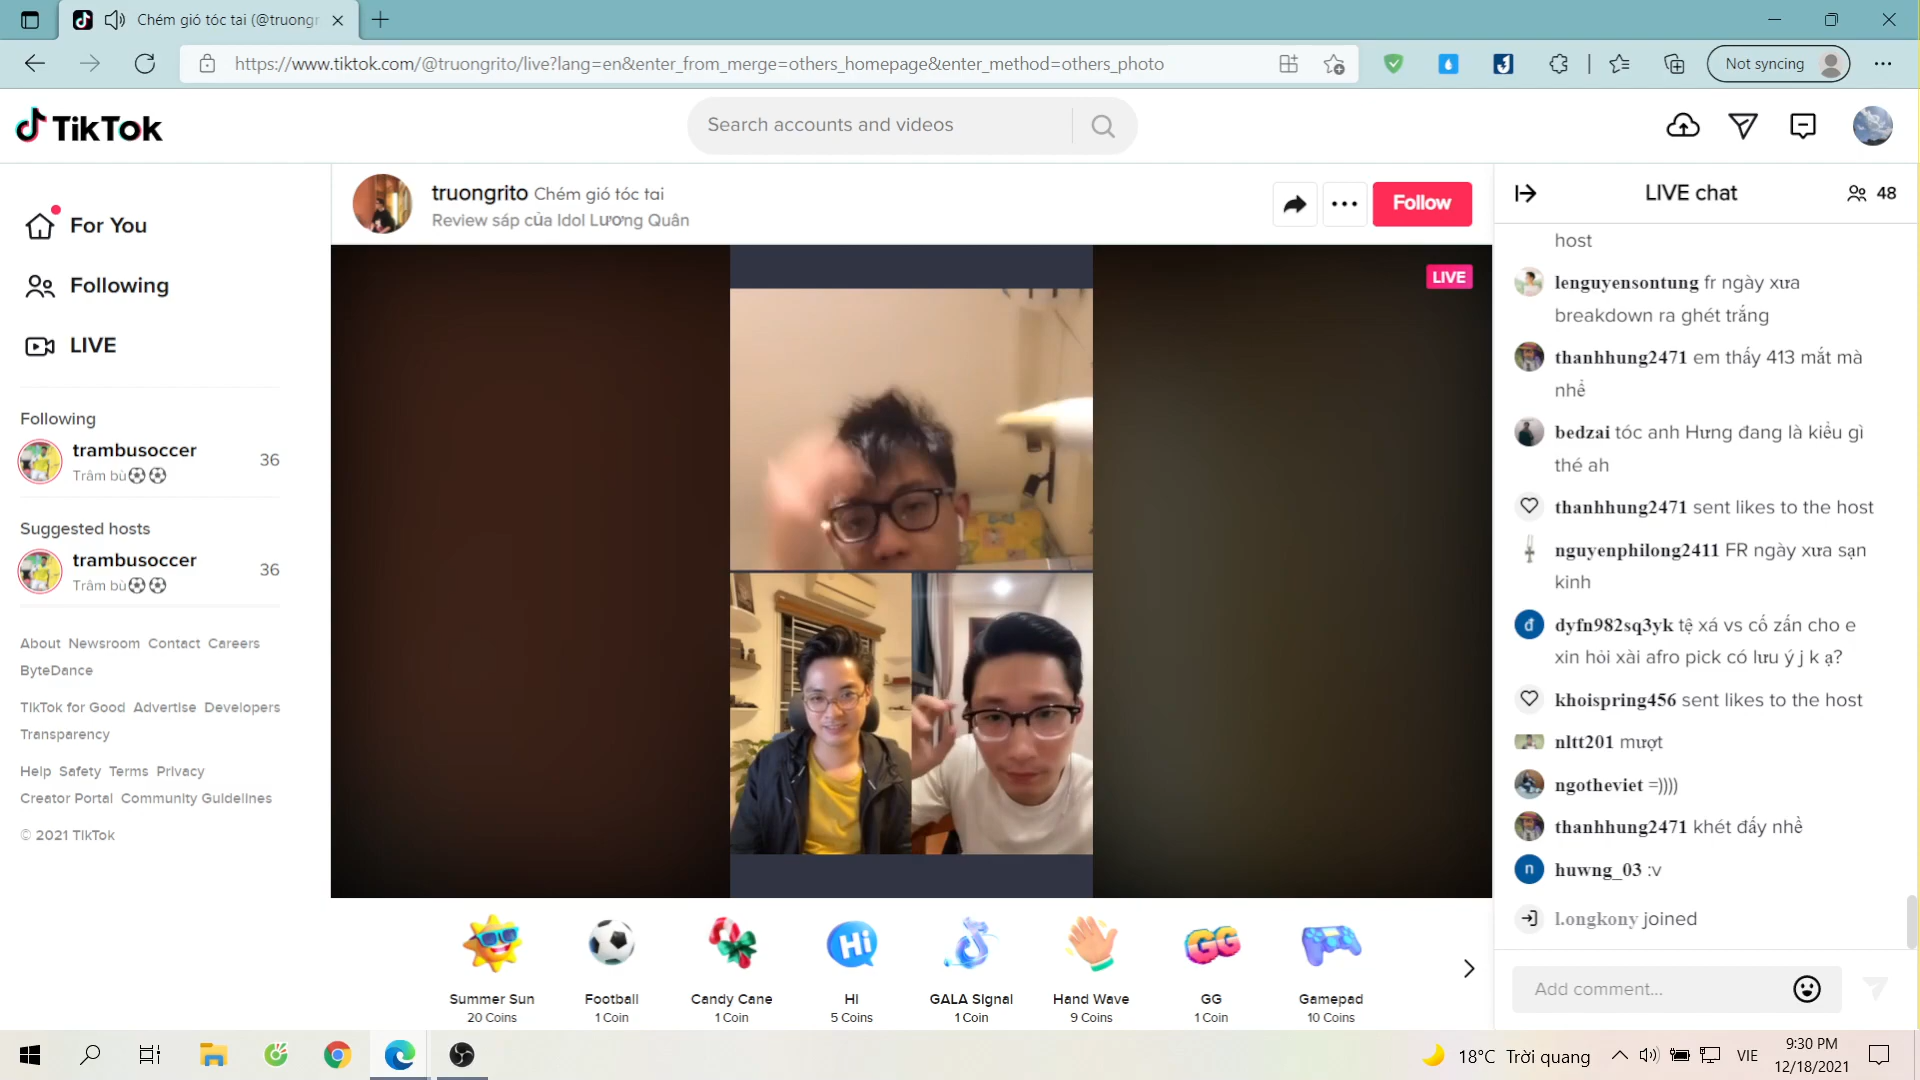 Chém gió tóc tai (@truongr
https://www.tiktok.com/@truongrito/live?lang=en&enter_from_merge=others_homepage&enter_method=others_photo
Not syncing
TikTok
Search accounts and videos
For You
Following
LIVE
Following
trambusoccer
36
Trâm bù⚽⚽
Suggested hosts
trambusoccer
36
Trâm bù⚽⚽
About Newsroom Contact Careers
ByteDance
TikTok for Good Advertise Developers
Transparency
Help Safety Terms Privacy
Creator Portal Community Guidelines
© 2021 TikTok
truongrito Chém gió tóc tai
Review sáp của Idol Lương Quân
Follow
LIVE
Summer Sun
20 Coins
Football
1 Coin
Candy Cane
1 Coin
Hi
Hi
5 Coins
GALA Signal
1 Coin
Hand Wave
9 Coins
GG
GG
1 Coin
Gamepad
10 Coins
LIVE chat
48
host
lenguyensontung fr ngày xưa
breakdown ra ghét trắng
thanhhung2471 em thấy 413 mắt mà
nhể
bedzai tóc anh Hưng đang là kiểu gì
thé ah
thanhhung2471 sent likes to the host
nguyenphilong2411 FR ngày xưa sạn
kinh
đ
dyfn982sq3yk tệ xá vs cố zấn cho e
xin hỏi xài afro pick có lưu ý j k ạ?
khoispring456 sent likes to the host
nltt201 mượt
ngotheviet =))))
thanhhung2471 khét đấy nhề
n
huwng_03 :v
l.ongkony joined
Add comment...
18°C Trời quang
VIE
9:30 PM
12/18/2021